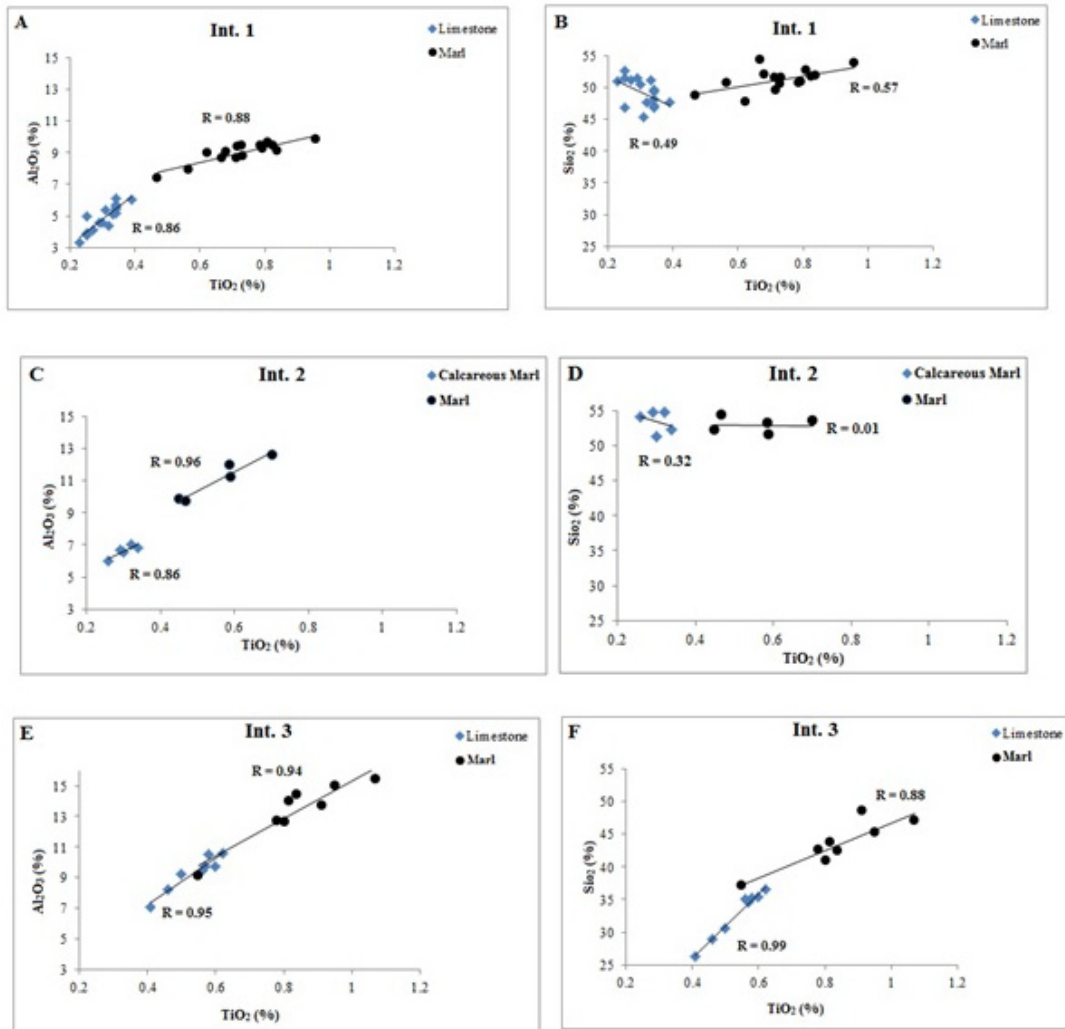 A
Int. 1
Limestone
Marl
Al₂O₃ (%)
15
13
11
9
7
5
3
R = 0.88
R = 0.86
0.2 0.4 0.6 0.8 1 1.2
TiO₂ (%)
B
Int. 1
Limestone
Marl
Sio₂ (%)
55
50
45
40
35
30
25
R = 0.57
R = 0.49
0.2 0.4 0.6 0.8 1 1.2
TiO₂ (%)
C
Int. 2
Calcareous Marl
Marl
Al₂O₃ (%)
15
13
11
9
7
5
3
R = 0.96
R = 0.86
0.2 0.4 0.6 0.8 1 1.2
TiO₂ (%)
D
Int. 2
Calcareous Marl
Marl
Sio₂ (%)
55
50
45
40
35
30
25
R = 0.01
R = 0.32
0.2 0.4 0.6 0.8 1 1.2
TiO₂ (%)
E
Int. 3
Limestone
Marl
Al₂O₃ (%)
15
13
11
9
7
5
3
R = 0.94
R = 0.95
0.2 0.4 0.6 0.8 1 1.2
TiO₂ (%)
F
Int. 3
Limestone
Marl
Sio₂ (%)
50
45
40
35
30
25
R = 0.88
R = 0.99
0.2 0.4 0.6 0.8 1 1.2
TiO₂ (%)